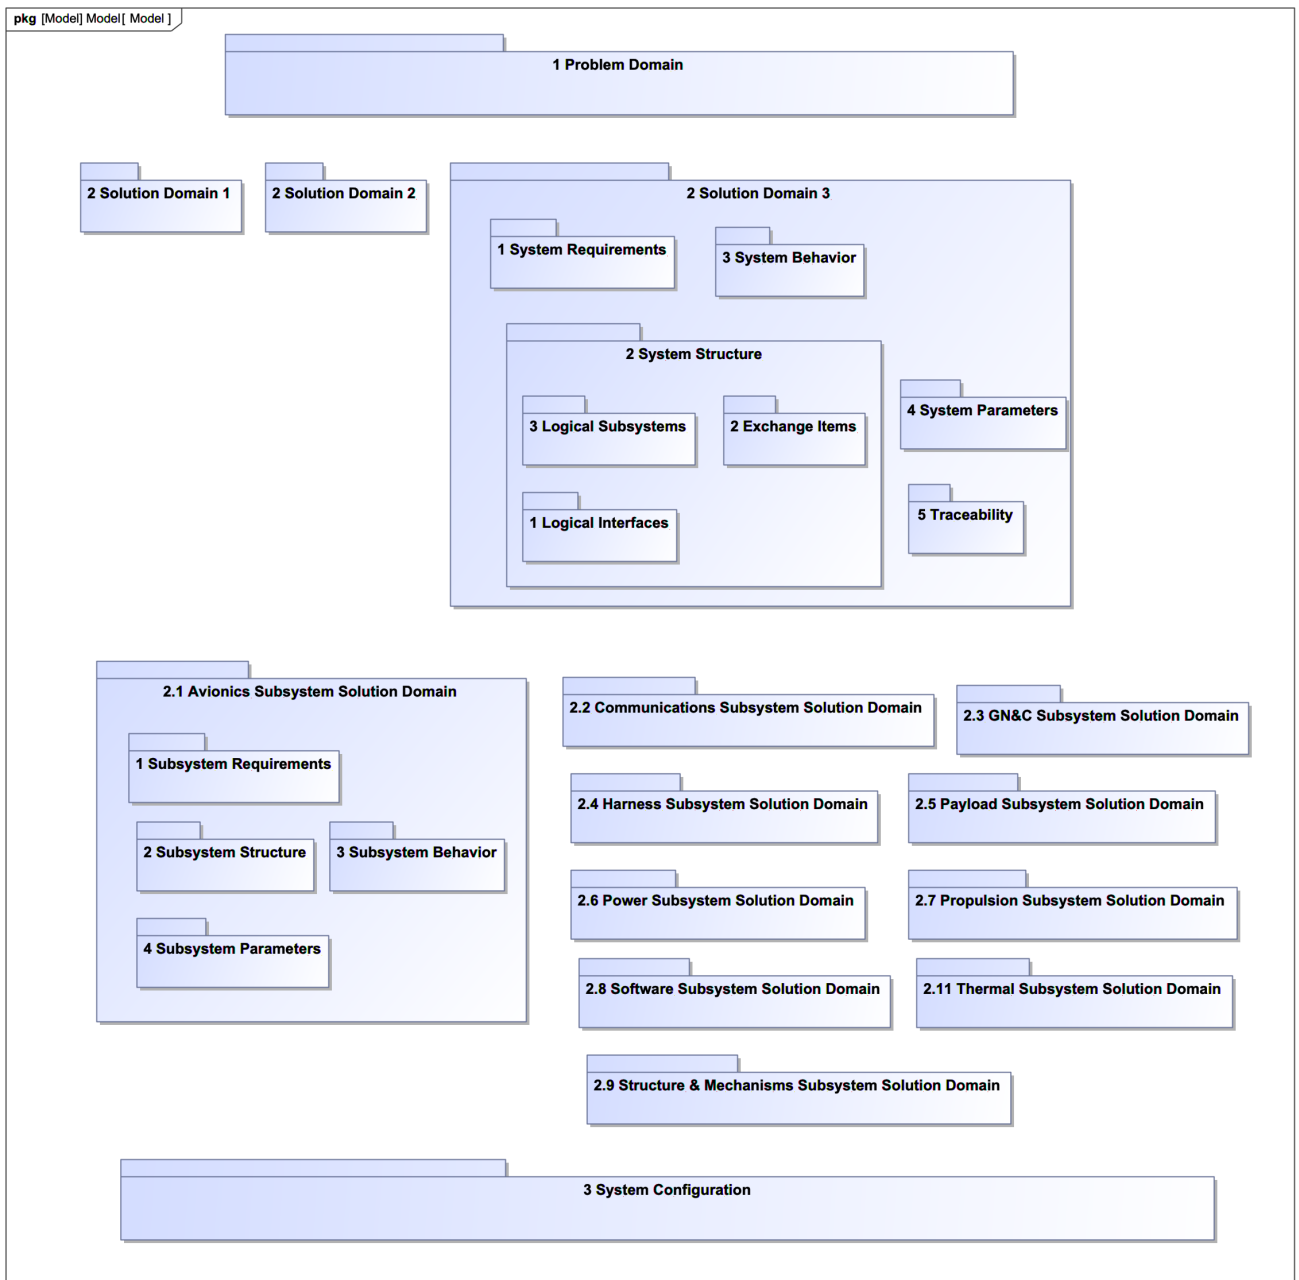 pkg [Model] Model[ Model ]
1 Problem Domain
2 Solution Domain 1
2 Solution Domain 2
2 Solution Domain 3
1 System Requirements
3 System Behavior
2 System Structure
3 Logical Subsystems
2 Exchange Items
1 Logical Interfaces
4 System Parameters
5 Traceability
2.1 Avionics Subsystem Solution Domain
1 Subsystem Requirements
2 Subsystem Structure
3 Subsystem Behavior
4 Subsystem Parameters
2.2 Communications Subsystem Solution Domain
2.3 GN&C Subsystem Solution Domain
2.4 Harness Subsystem Solution Domain
2.5 Payload Subsystem Solution Domain
2.6 Power Subsystem Solution Domain
2.7 Propulsion Subsystem Solution Domain
2.8 Software Subsystem Solution Domain
2.11 Thermal Subsystem Solution Domain
2.9 Structure & Mechanisms Subsystem Solution Domain
3 System Configuration